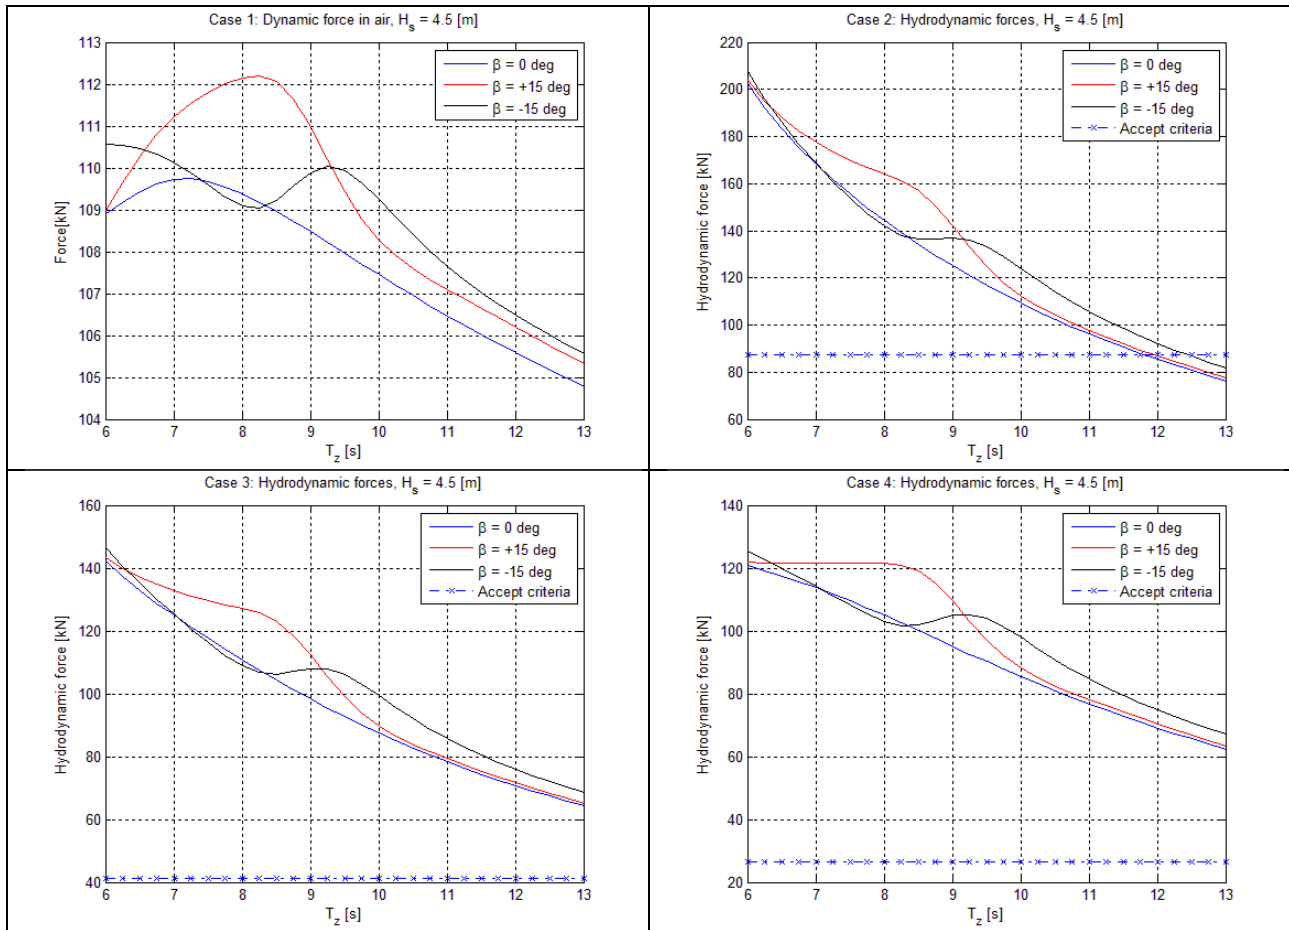 Case 1: Dynamic force in air, Hs = 4.5 [m]
113
112
111
110
109
108
107
106
105
104
Force[kN]
β = 0 deg
β = +15 deg
β = -15 deg
6 7 8 9 10 11 12 13
Tz [s]
Case 2: Hydrodynamic forces, Hs = 4.5 [m]
220
200
180
160
140
120
100
80
60
Hydrodynamic force [kN]
β = 0 deg
β = +15 deg
β = -15 deg
Accept criteria
6 7 8 9 10 11 12 13
Tz [s]
Case 3: Hydrodynamic forces, Hs = 4.5 [m]
160
140
120
100
80
60
40
Hydrodynamic force [kN]
β = 0 deg
β = +15 deg
β = -15 deg
Accept criteria
6 7 8 9 10 11 12 13
Tz [s]
Case 4: Hydrodynamic forces, Hs = 4.5 [m]
140
120
100
80
60
40
20
Hydrodynamic force [kN]
β = 0 deg
β = +15 deg
β = -15 deg
Accept criteria
6 7 8 9 10 11 12 13
Tz [s]